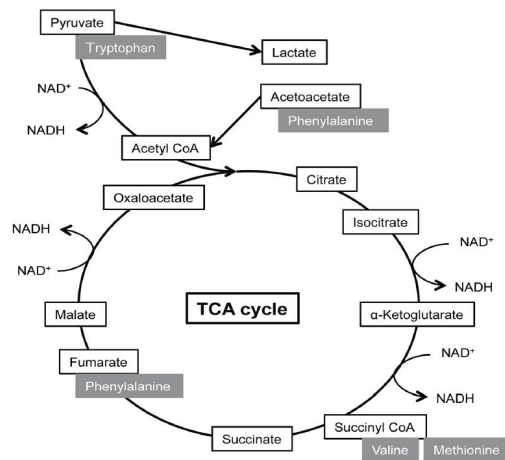 Pyruvate
Tryptophan
Lactate
NAD⁺
NADH
Acetoacetate
Phenylalanine
Acetyl CoA
Citrate
Oxaloacetate
Isocitrate
NADH
NAD⁺
NAD⁺
NADH
TCA cycle
Malate
α-Ketoglutarate
Fumarate
Phenylalanine
NAD⁺
NADH
Succinyl CoA
Succinate
Valine Methionine